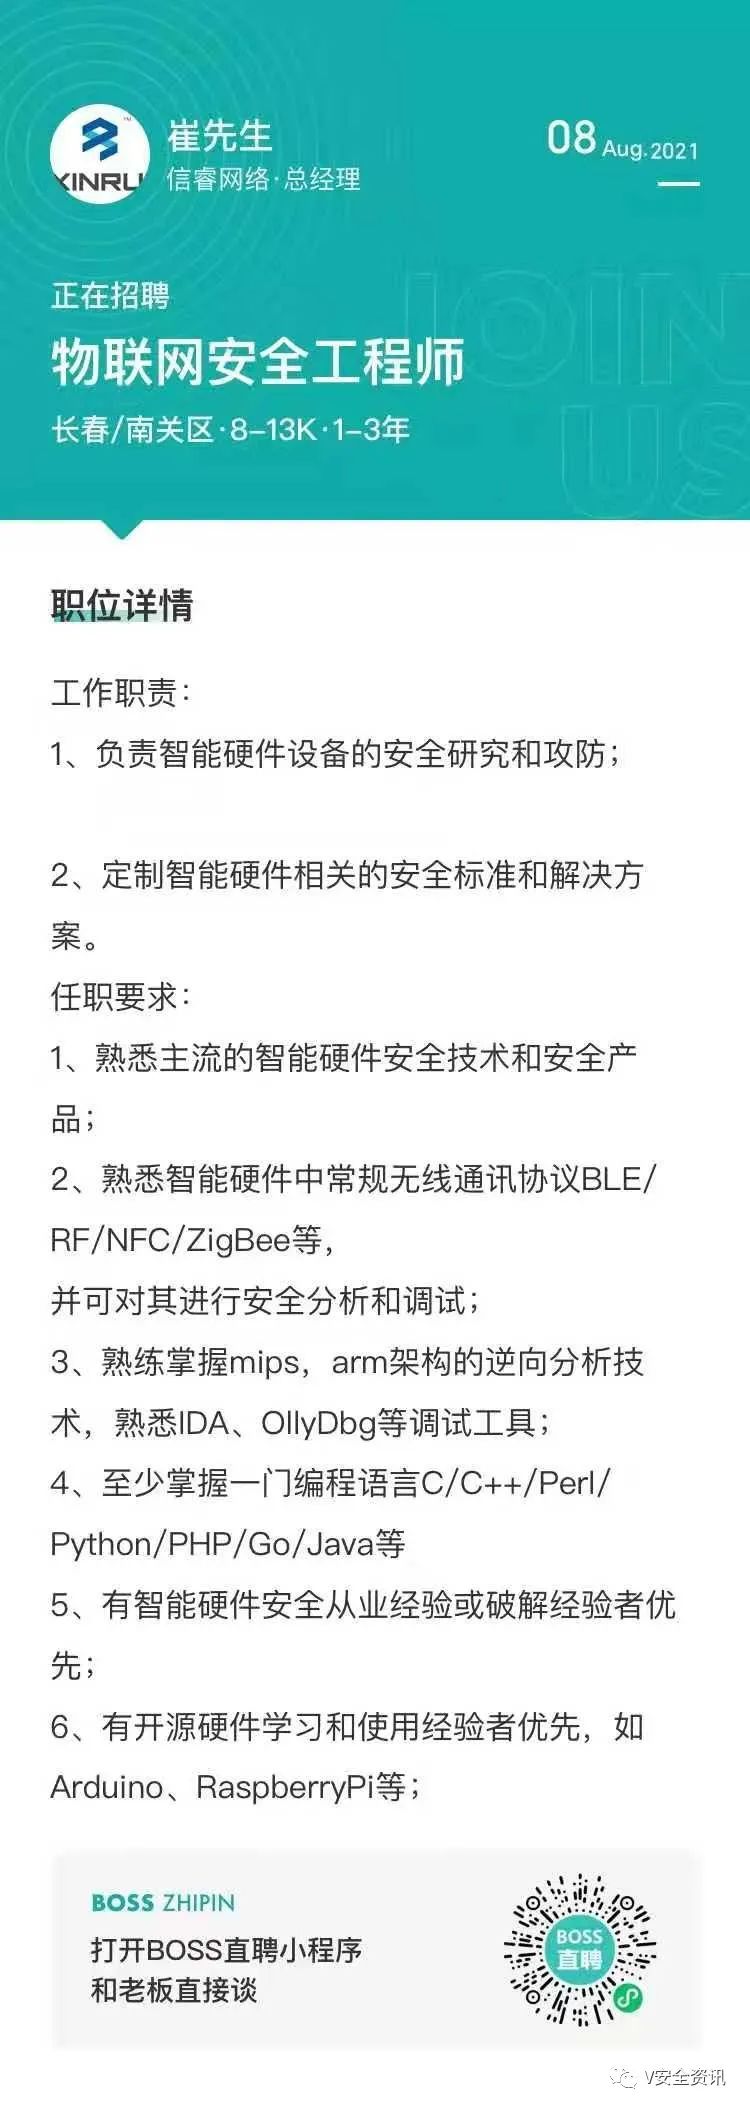 XINRUI
崔先生
信睿网络·总经理
08 Aug.2021
JOIN
US
正在招聘
物联网安全工程师
长春/南关区·8-13K·1-3年
职位详情
工作职责：
1、负责智能硬件设备的安全研究和攻防；
2、定制智能硬件相关的安全标准和解决方
案。
任职要求：
1、熟悉主流的智能硬件安全技术和安全产
品；
2、熟悉智能硬件中常规无线通讯协议BLE/
RF/NFC/ZigBee等，
并可对其进行安全分析和调试；
3、熟练掌握mips，arm架构的逆向分析技
术，熟悉IDA、OllyDbg等调试工具；
4、至少掌握一门编程语言C/C++/Perl/
Python/PHP/Go/Java等
5、有智能硬件安全从业经验或破解经验者优
先；
6、有开源硬件学习和使用经验者优先，如
Arduino、RaspberryPi等；
BOSS ZHIPIN
打开BOSS直聘小程序
和老板直接谈
BOSS
直聘
V安全资讯